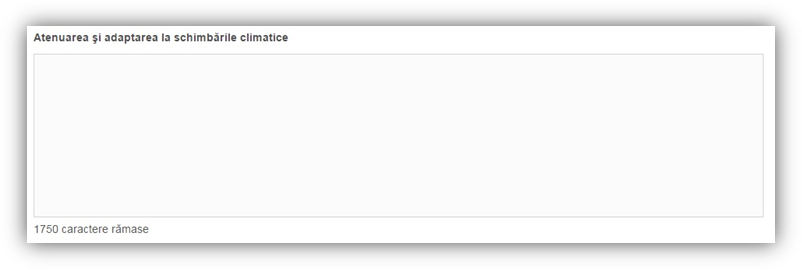 Atenuarea şi adaptarea la schimbările climatice
1750 caractere rămase